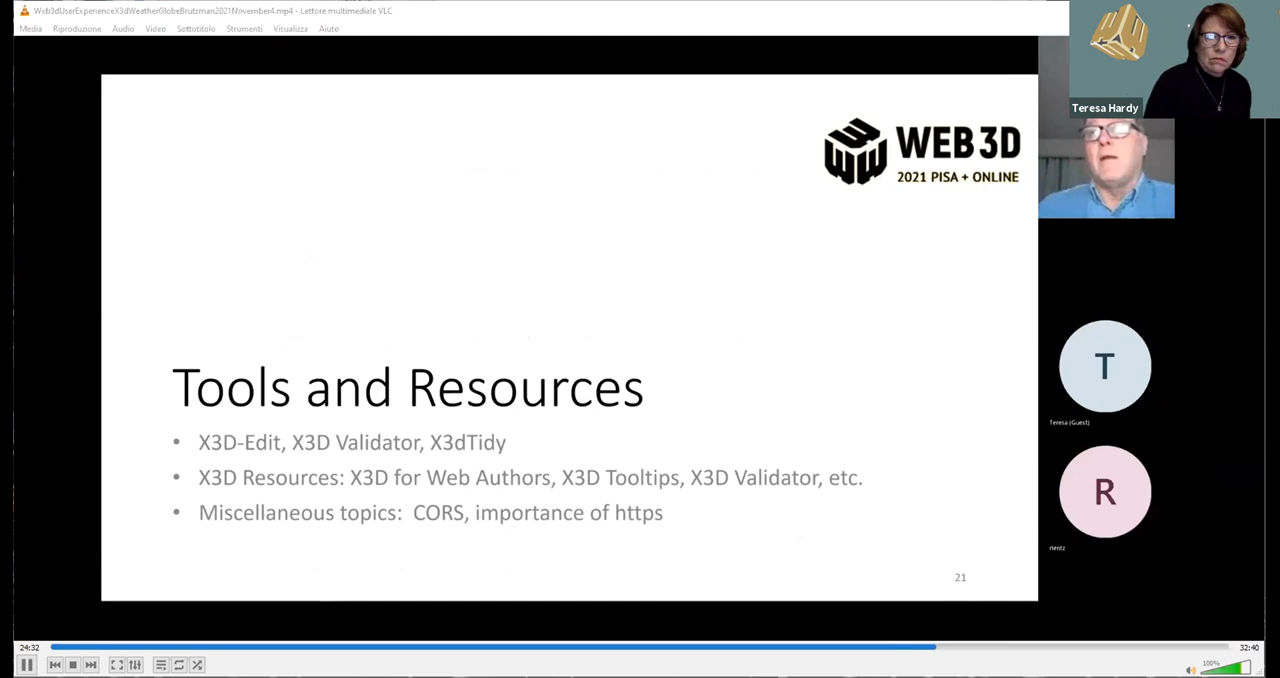 Web3dUserExperienceX3dWeatherGlobeBrutzman2021November4.mp4 - Lettore multimediale VLC
Media Riproduzione Audio Video Sottotitolo Strumenti Visualizza Aiuto
Teresa Hardy
WEB 3D
2021 PISA + ONLINE
Tools and Resources
• X3D-Edit, X3D Validator, X3dTidy
• X3D Resources: X3D for Web Authors, X3D Tooltips, X3D Validator, etc.
• Miscellaneous topics: CORS, importance of https
21
T
Teresa (Guest)
R
rlentz
24:32
32:40
100%